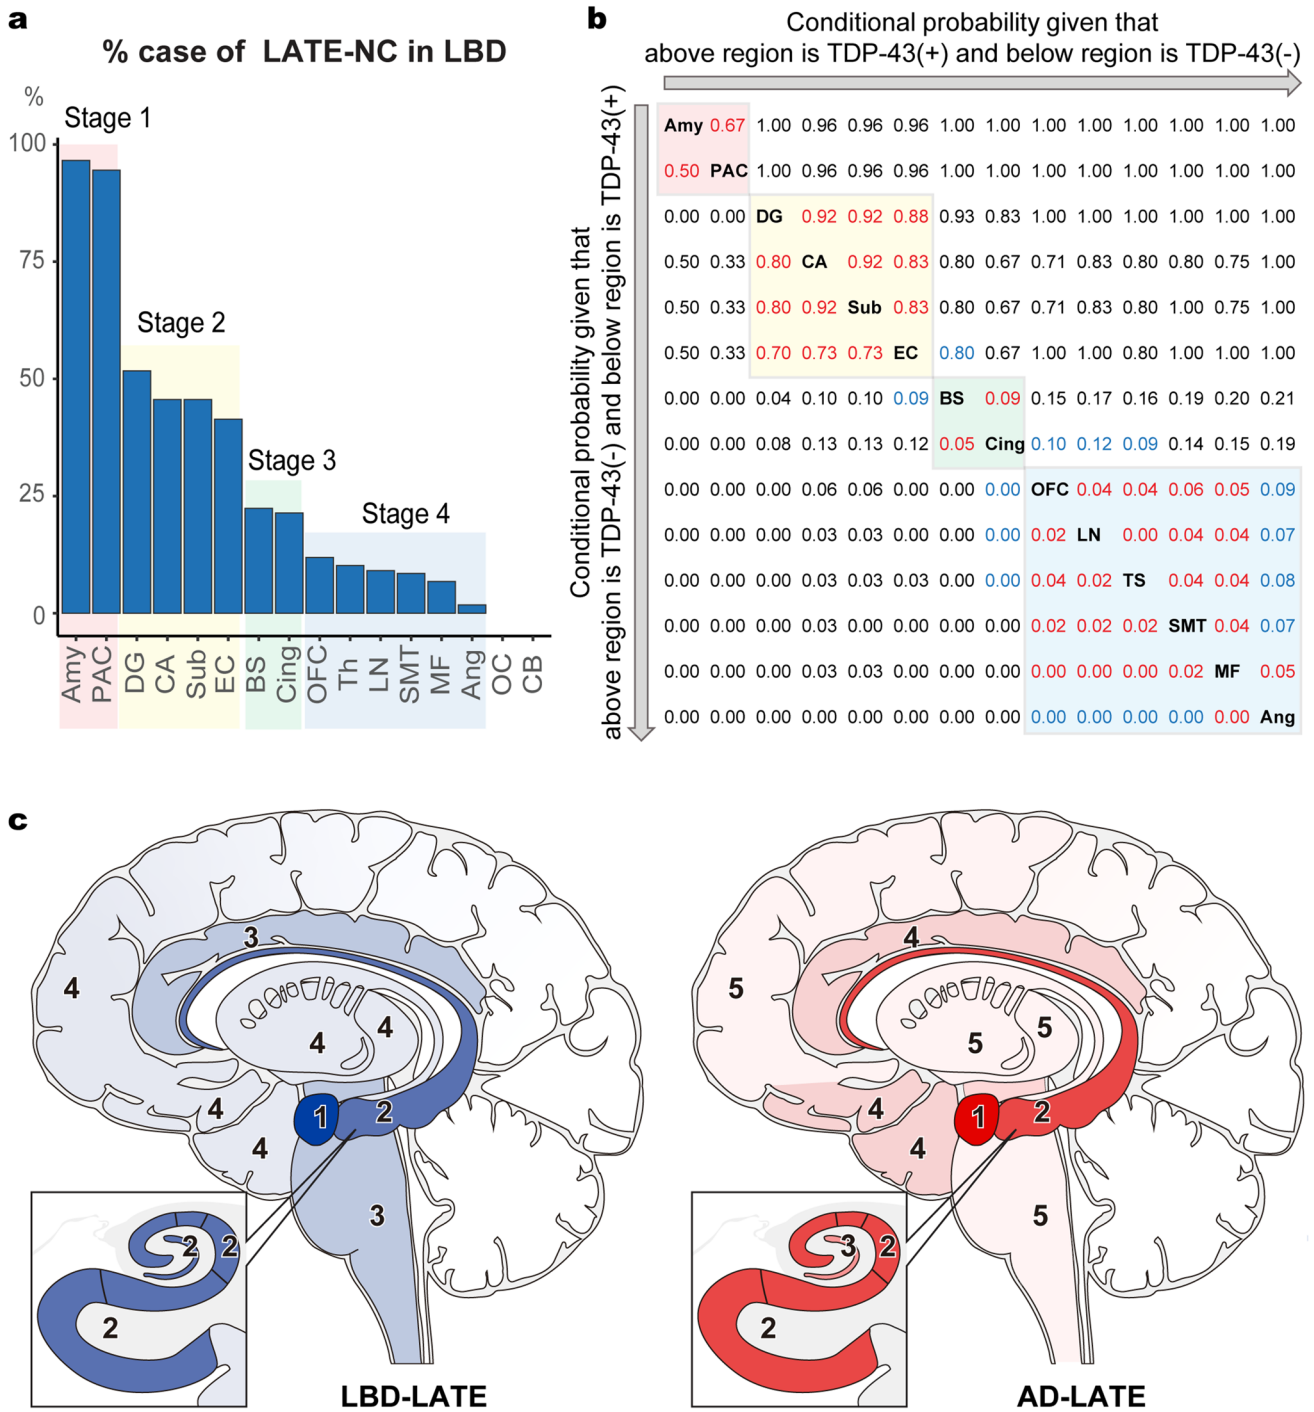 a
% case of LATE-NC in LBD
%
Stage 1
100
75
Stage 2
50
Stage 3
25
Stage 4
0
Amy
PAC
DG
CA
Sub
EC
BS
Cing
OFC
Th
LN
SMT
MF
Ang
OC
CB
b
Conditional probability given that
above region is TDP-43(+) and below region is TDP-43(-)
Conditional probability given that
above region is TDP-43(-) and below region is TDP-43(+)
Amy 0.67 1.00 0.96 0.96 0.96 1.00 1.00 1.00 1.00 1.00 1.00 1.00 1.00
0.50 PAC 1.00 0.96 0.96 0.96 1.00 1.00 1.00 1.00 1.00 1.00 1.00 1.00
0.00 0.00 DG 0.92 0.92 0.88 0.93 0.83 1.00 1.00 1.00 1.00 1.00 1.00
0.50 0.33 0.80 CA 0.92 0.83 0.80 0.67 0.71 0.83 0.80 0.80 0.75 1.00
0.50 0.33 0.80 0.92 Sub 0.83 0.80 0.67 0.71 0.83 0.80 1.00 0.75 1.00
0.50 0.33 0.70 0.73 0.73 EC 0.80 0.67 1.00 1.00 0.80 1.00 1.00 1.00
0.00 0.00 0.04 0.10 0.10 0.09 BS 0.09 0.15 0.17 0.16 0.19 0.20 0.21
0.00 0.00 0.08 0.13 0.13 0.12 0.05 Cing 0.10 0.12 0.09 0.14 0.15 0.19
0.00 0.00 0.00 0.06 0.06 0.00 0.00 0.00 OFC 0.04 0.04 0.06 0.05 0.09
0.00 0.00 0.00 0.03 0.03 0.00 0.00 0.00 0.02 LN 0.00 0.04 0.04 0.07
0.00 0.00 0.00 0.03 0.03 0.03 0.00 0.00 0.04 0.02 TS 0.04 0.04 0.08
0.00 0.00 0.00 0.03 0.00 0.00 0.00 0.00 0.02 0.02 0.02 SMT 0.04 0.07
0.00 0.00 0.00 0.03 0.03 0.00 0.00 0.00 0.00 0.00 0.00 0.02 MF 0.05
0.00 0.00 0.00 0.00 0.00 0.00 0.00 0.00 0.00 0.00 0.00 0.00 0.00 Ang
c
3
4
4
4
1
2
4
4
3
2
2
2
LBD-LATE
4
5
5
5
1
2
4
4
5
3
2
2
AD-LATE